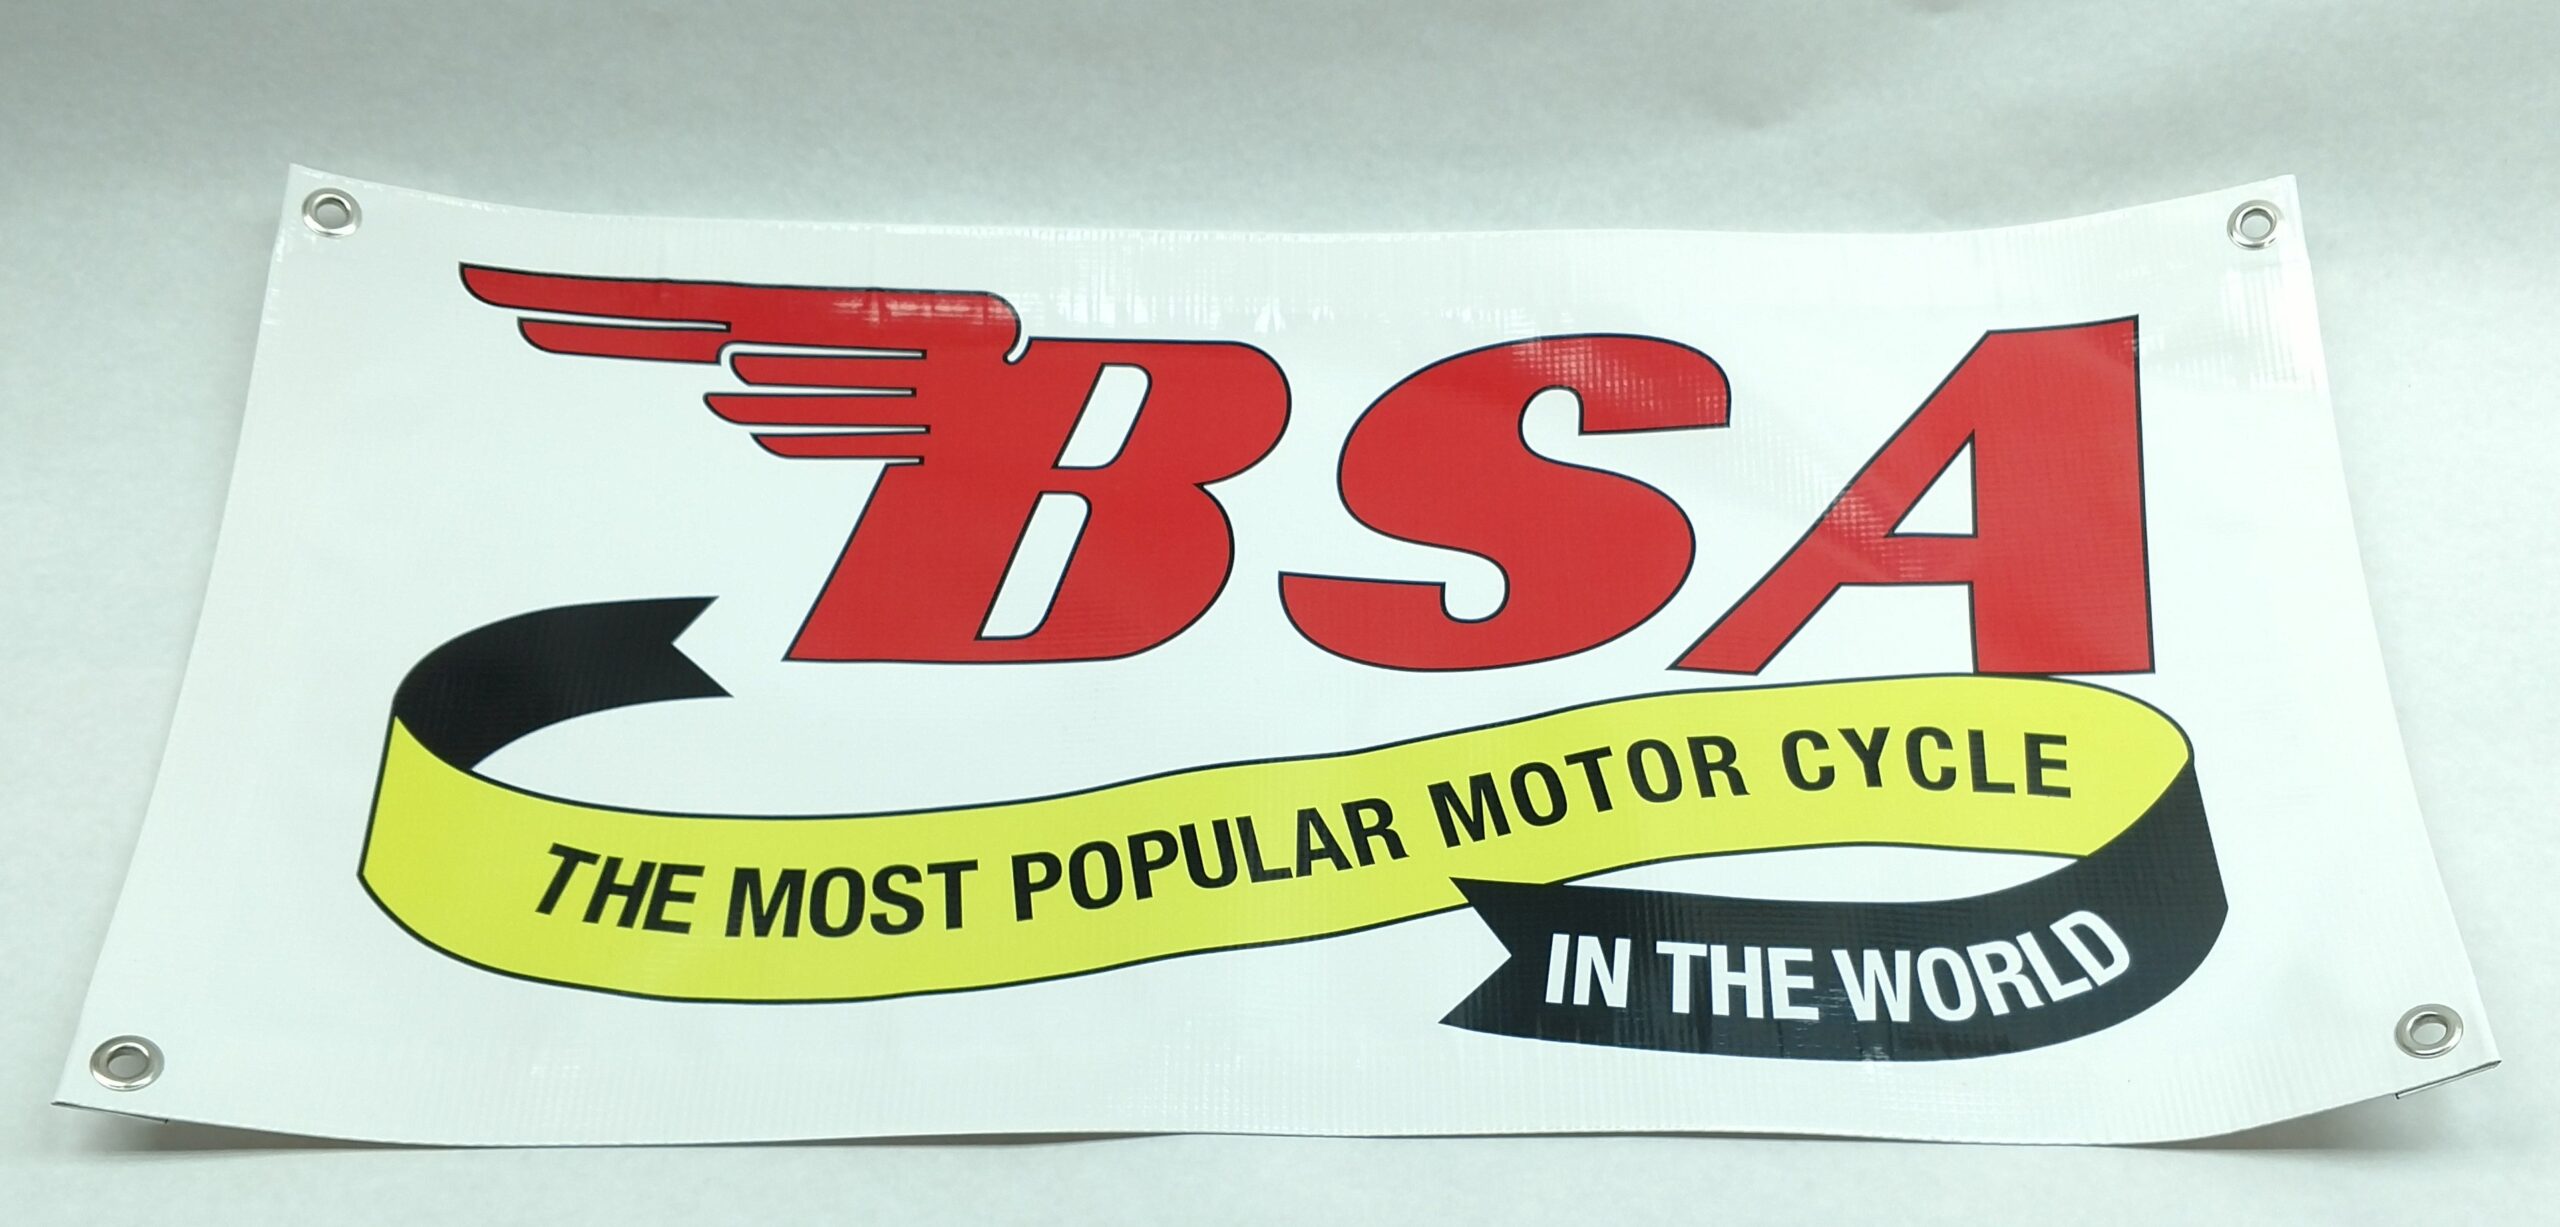 BSA
THE MOST POPULAR MOTOR CYCLE
IN THE WORLD